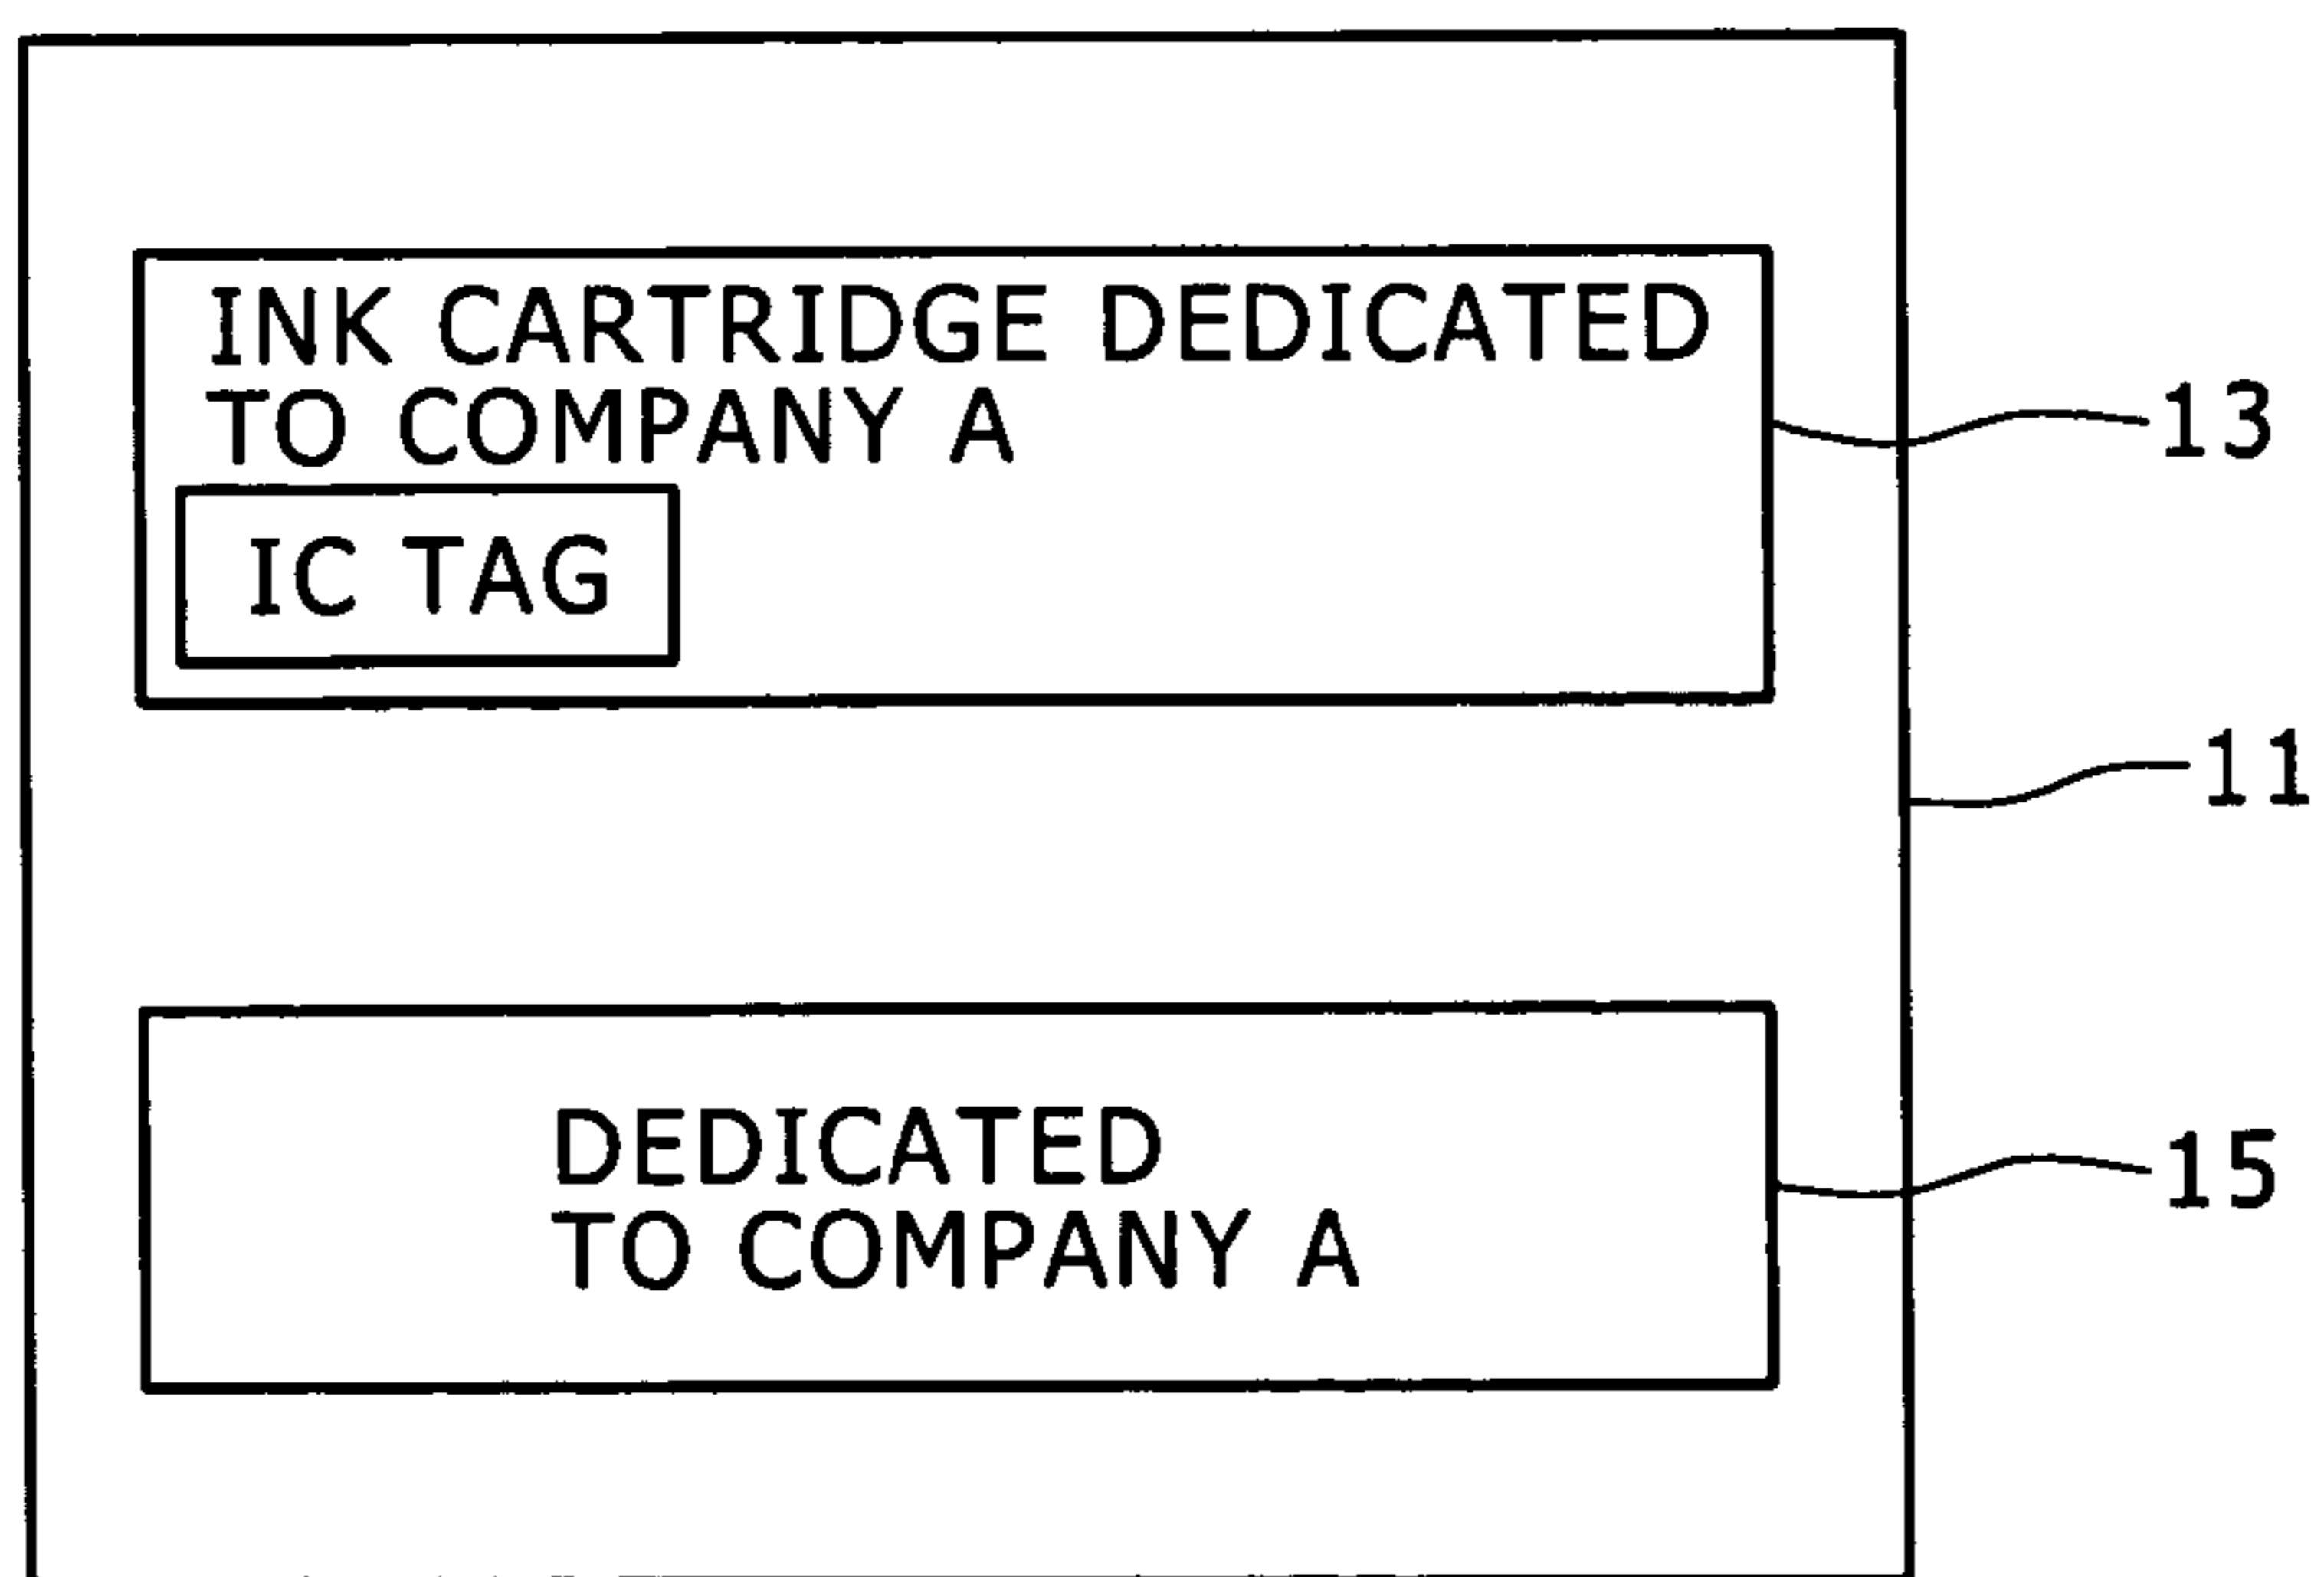 INK CARTRIDGE DEDICATED
TO COMPANY A
13
IC TAG
11
DEDICATED
15
TO COMPANY A